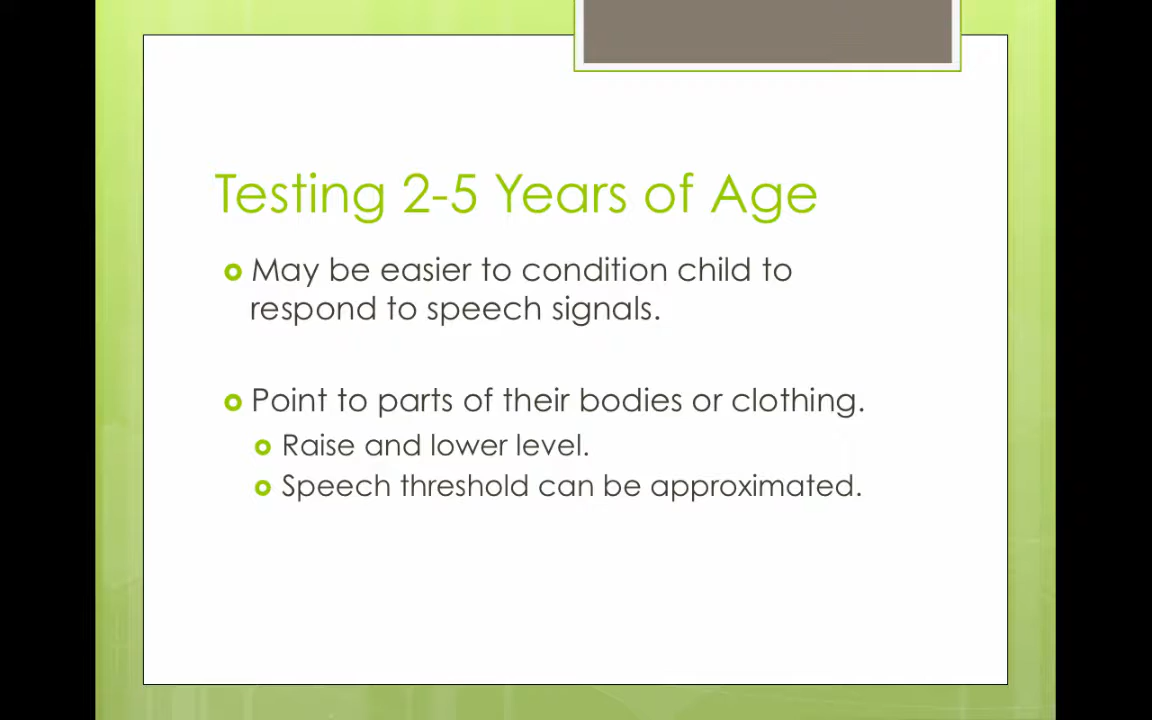 Testing 2-5 Years of Age
May be easier to condition child to
respond to speech signals.
Point to parts of their bodies or clothing.
Raise and lower level.
Speech threshold can be approximated.